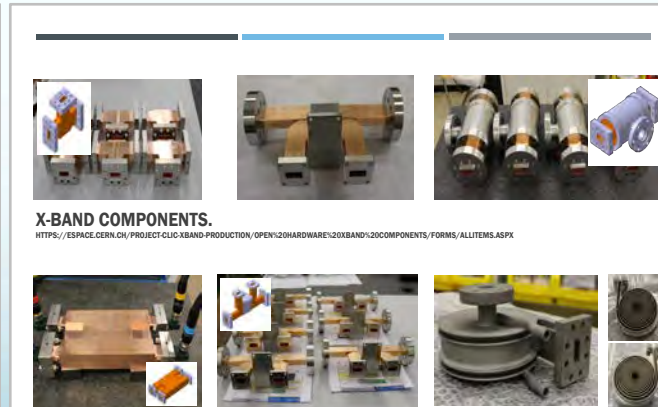 X-BAND COMPONENTS.
HTTPS://ESPACE.CERN.CH/PROJECT-CLIC-XBAND-PRODUCTION/OPEN%20HARDWARE%20XBAND%20COMPONENTS/FORMS/ALLITEMS.ASPX